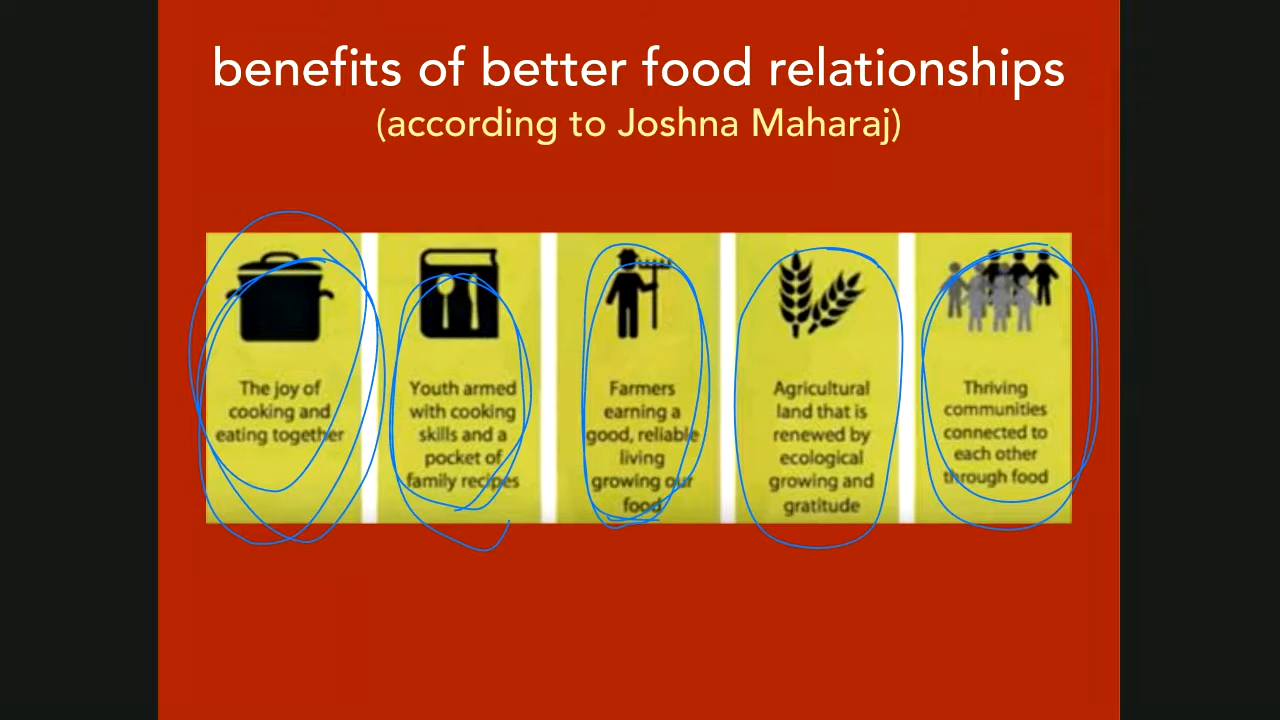 benefits of better food relationships
(according to Joshna Maharaj)
The joy of
cooking and
eating together
Youth armed
with cooking
skills and a
pocket of
family recipes
Farmers
earning a
good, reliable
living
growing our
food
Agricultural
land that is
renewed by
ecological
growing and
gratitude
Thriving
communities
connected to
each other
through food